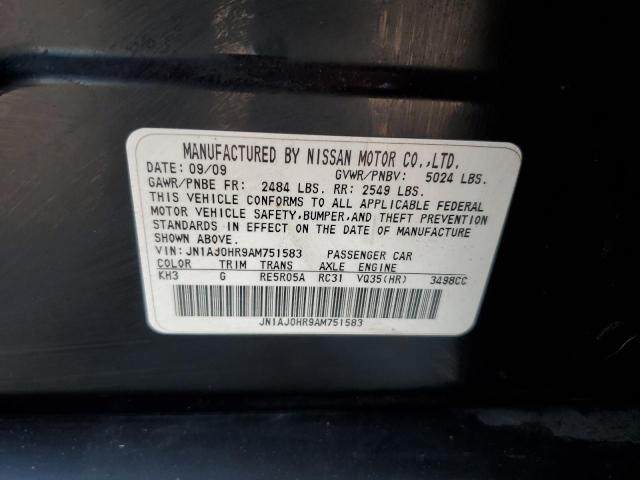 MANUFACTURED BY NISSAN MOTOR CO.,LTD.
DATE: 09/09 GVWR/PNBV: 5024 LBS.
GAWR/PNBE FR: 2484 LBS. RR: 2549 LBS.
THIS VEHICLE CONFORMS TO ALL APPLICABLE FEDERAL
MOTOR VEHICLE SAFETY,BUMPER,AND THEFT PREVENTION
STANDARDS IN EFFECT ON THE DATE OF MANUFACTURE
SHOWN ABOVE.
VIN: JN1AJ0HR9AM751583 PASSENGER CAR
COLOR TRIM TRANS AXLE ENGINE
KH3 G RE5R05A RC31 VQ35(HR) 3498CC
JN1AJ0HR9AM751583